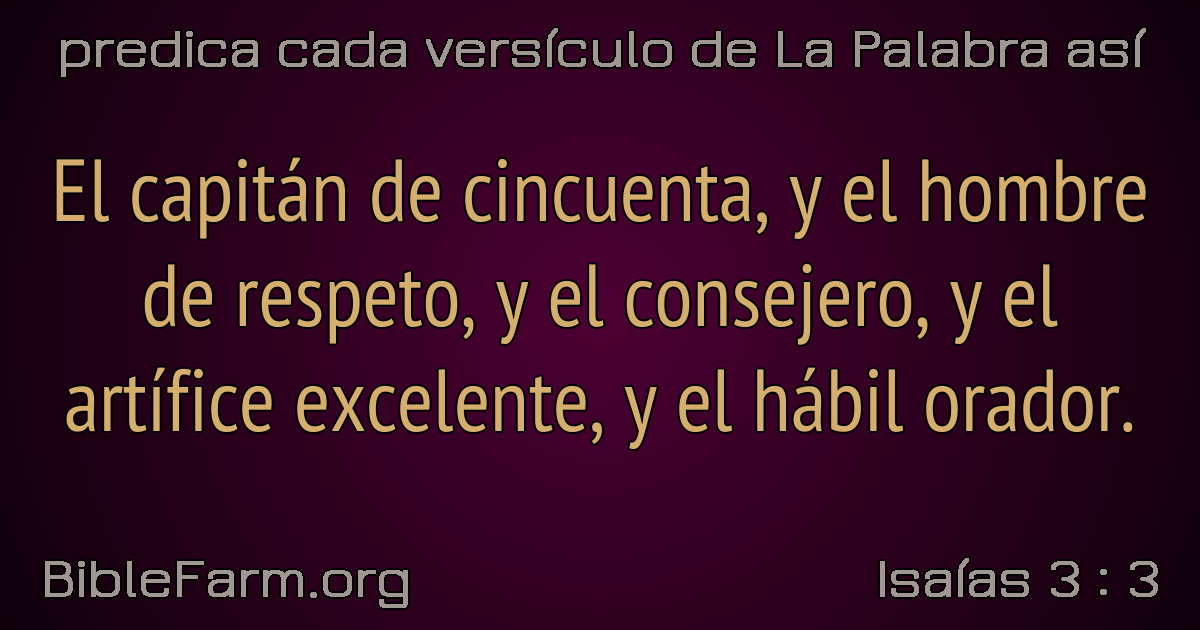 predica cada versículo de La Palabra así
El capitán de cincuenta, y el hombre
de respeto, y el consejero, y el
artífice excelente, y el hábil orador.
BibleFarm.org
Isaías 3 : 3